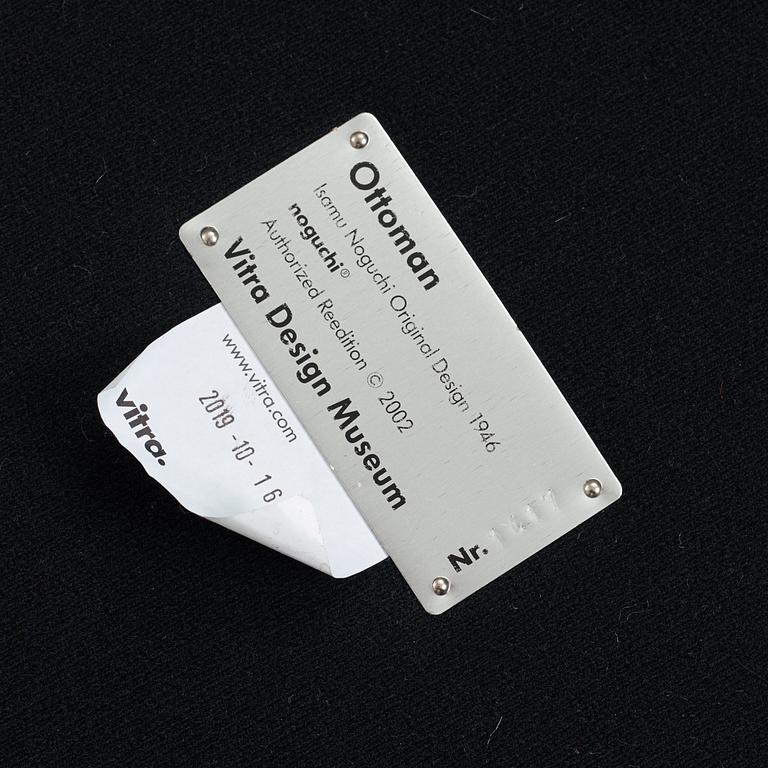 Ottoman
Isamu Noguchi Original Design 1946
noguchi®
Authorized Reedition © 2002
Vitra Design Museum
Nr.
www.vitra.com
2019-10-16
vitra.